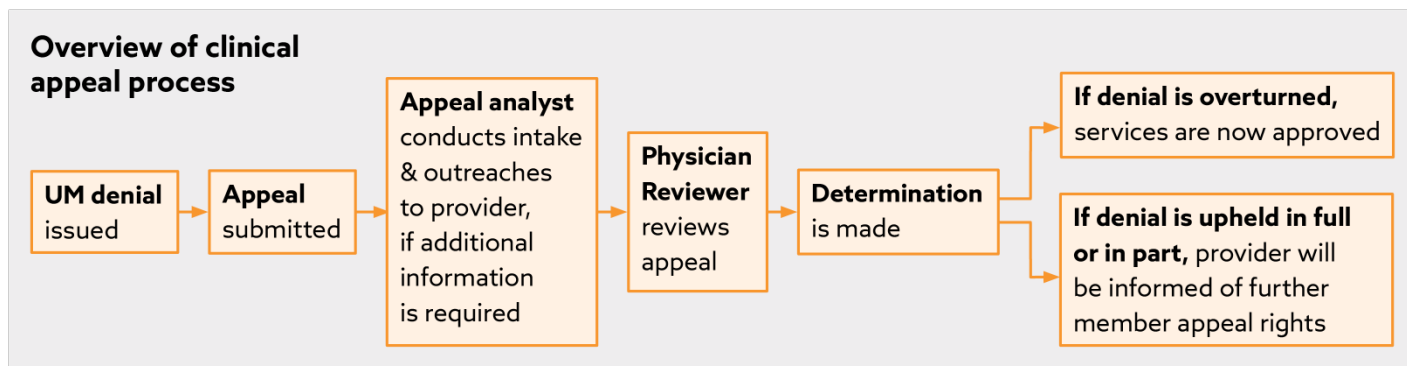 Overview of clinical
appeal process
UM denial
issued
Appeal
submitted
Appeal analyst
conducts intake
& outreaches
to provider,
if additional
information
is required
Physician
Reviewer
reviews
appeal
Determination
is made
If denial is overturned,
services are now approved
If denial is upheld in full
or in part, provider will
be informed of further
member appeal rights